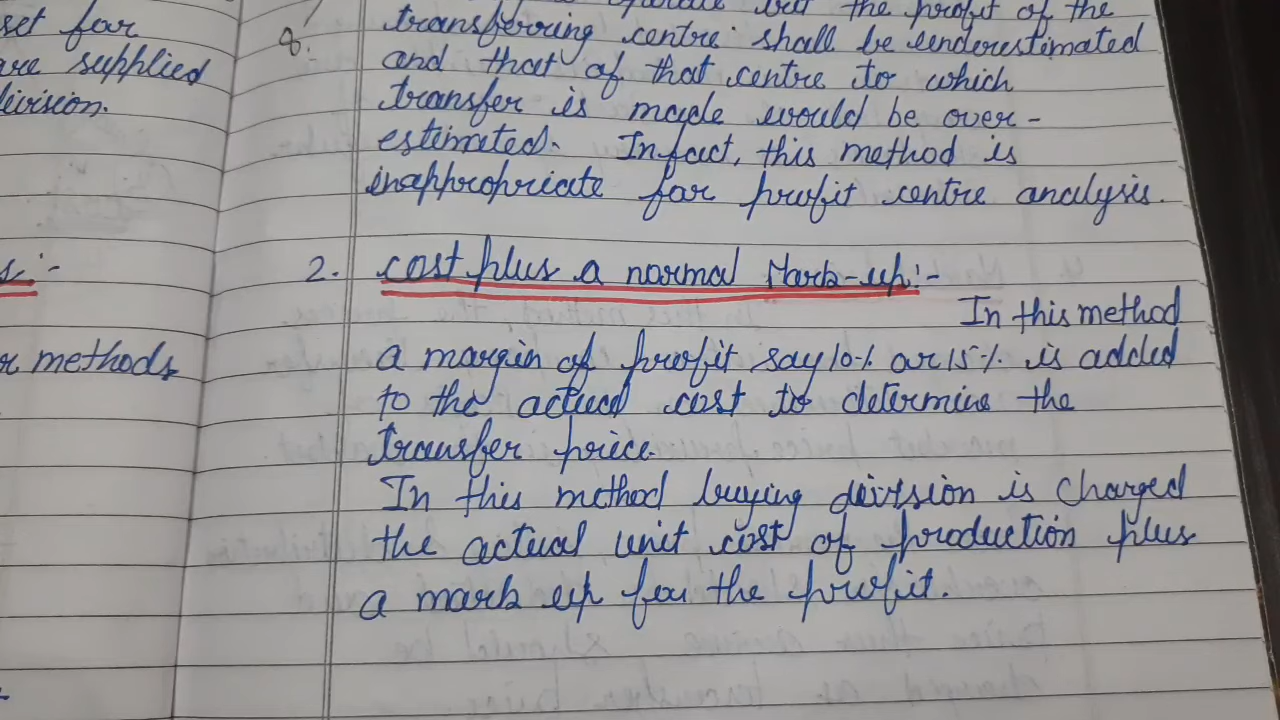 set for
are supplied
division.
s:-
methods
8.
but the profit of the
transferring centre shall be underestimated
and that of that centre to which
transfer is made would be over-
estimated. Infact, this method is
inappropriate for profit centre analysis.
2. cost plus a normal Mark-up:-
In this method
a margin of profit say 10% or 15% is added
to the actual cost to determine the
transfer price.
In this method buying division is charged
the actual unit cost of production plus
a mark up for the profit.